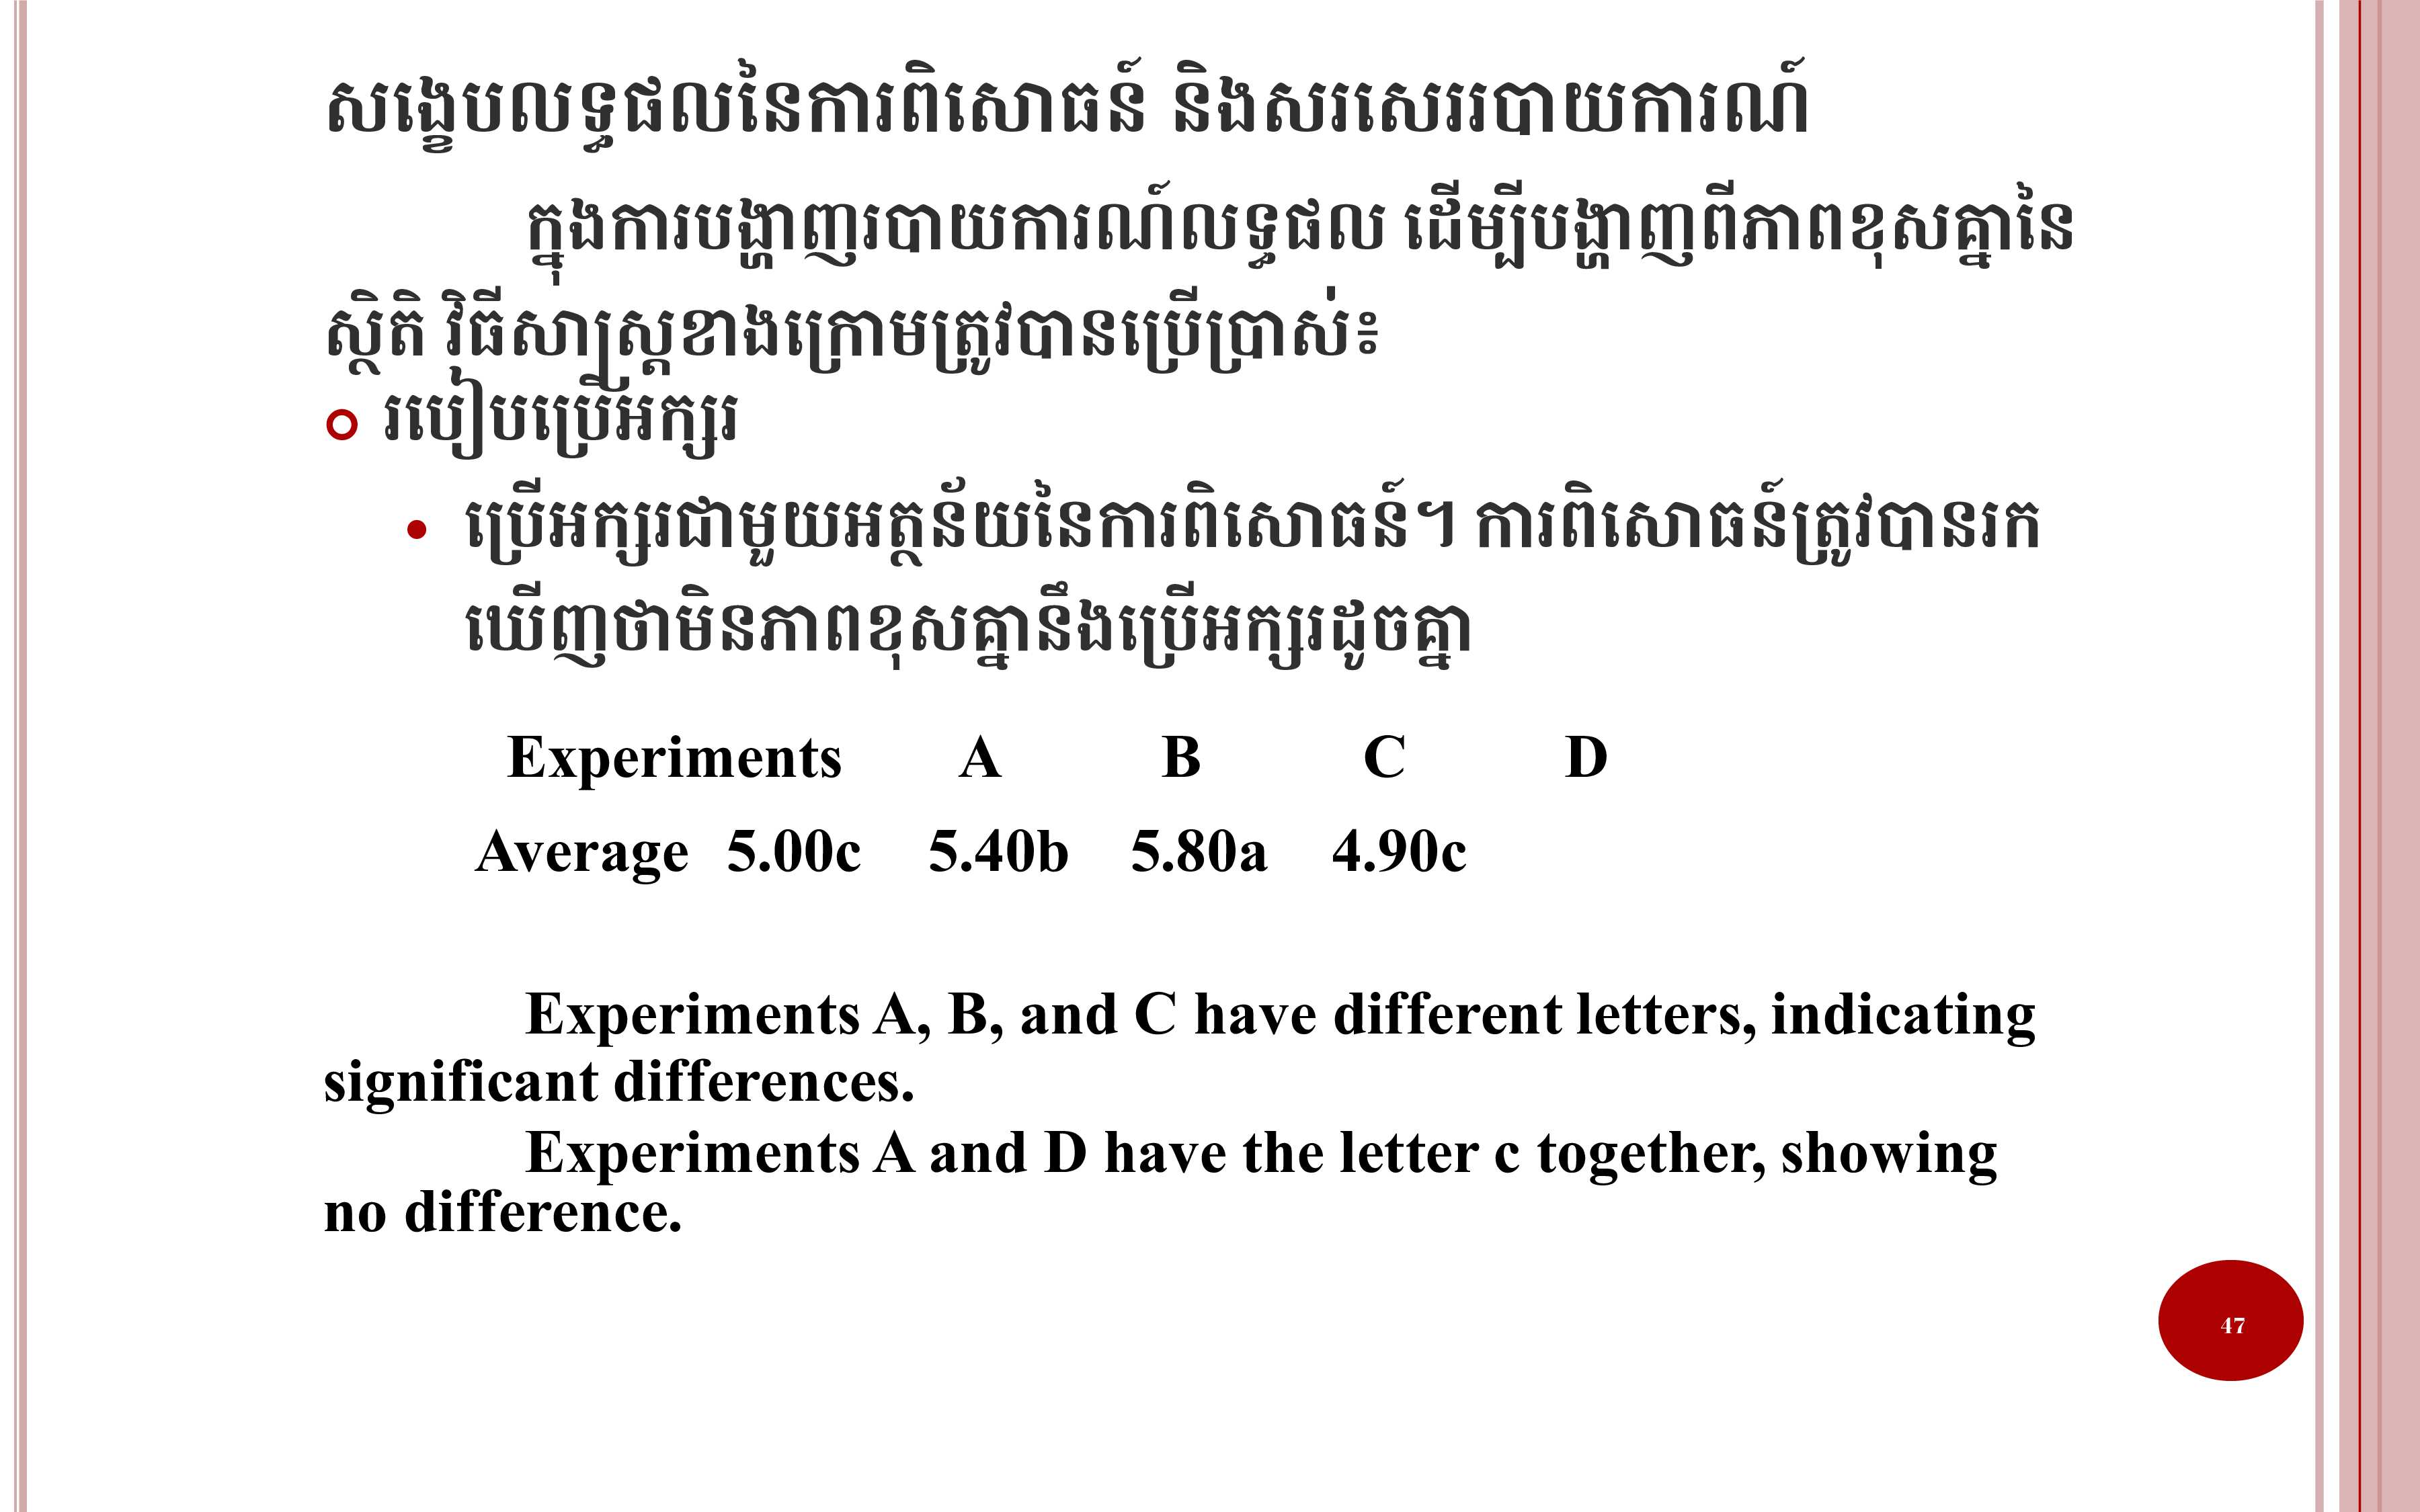 សង្ខេបលទ្ធផលនៃការពិសោធន៍ និងសរសេររបាយការណ៍
ក្នុងការបង្ហាញរបាយការណ៍លទ្ធផល ដើម្បីបង្ហាញពីភាពខុសគ្នានៃ
ស្ថិតិ វិធីសាស្ត្រខាងក្រោមត្រូវបានប្រើប្រាស់៖
របៀបប្រើអក្សរ
ប្រើអក្សរជាមួយអត្ថន័យនៃការពិសោធន៍។ ការពិសោធន៍ត្រូវបានរក
ឃើញថាមិនភាពខុសគ្នានឹងប្រើអក្សរដូចគ្នា
Experiments A B C D
Average 5.00c 5.40b 5.80a 4.90c
Experiments A, B, and C have different letters, indicating
significant differences.
Experiments A and D have the letter c together, showing
no difference.
47